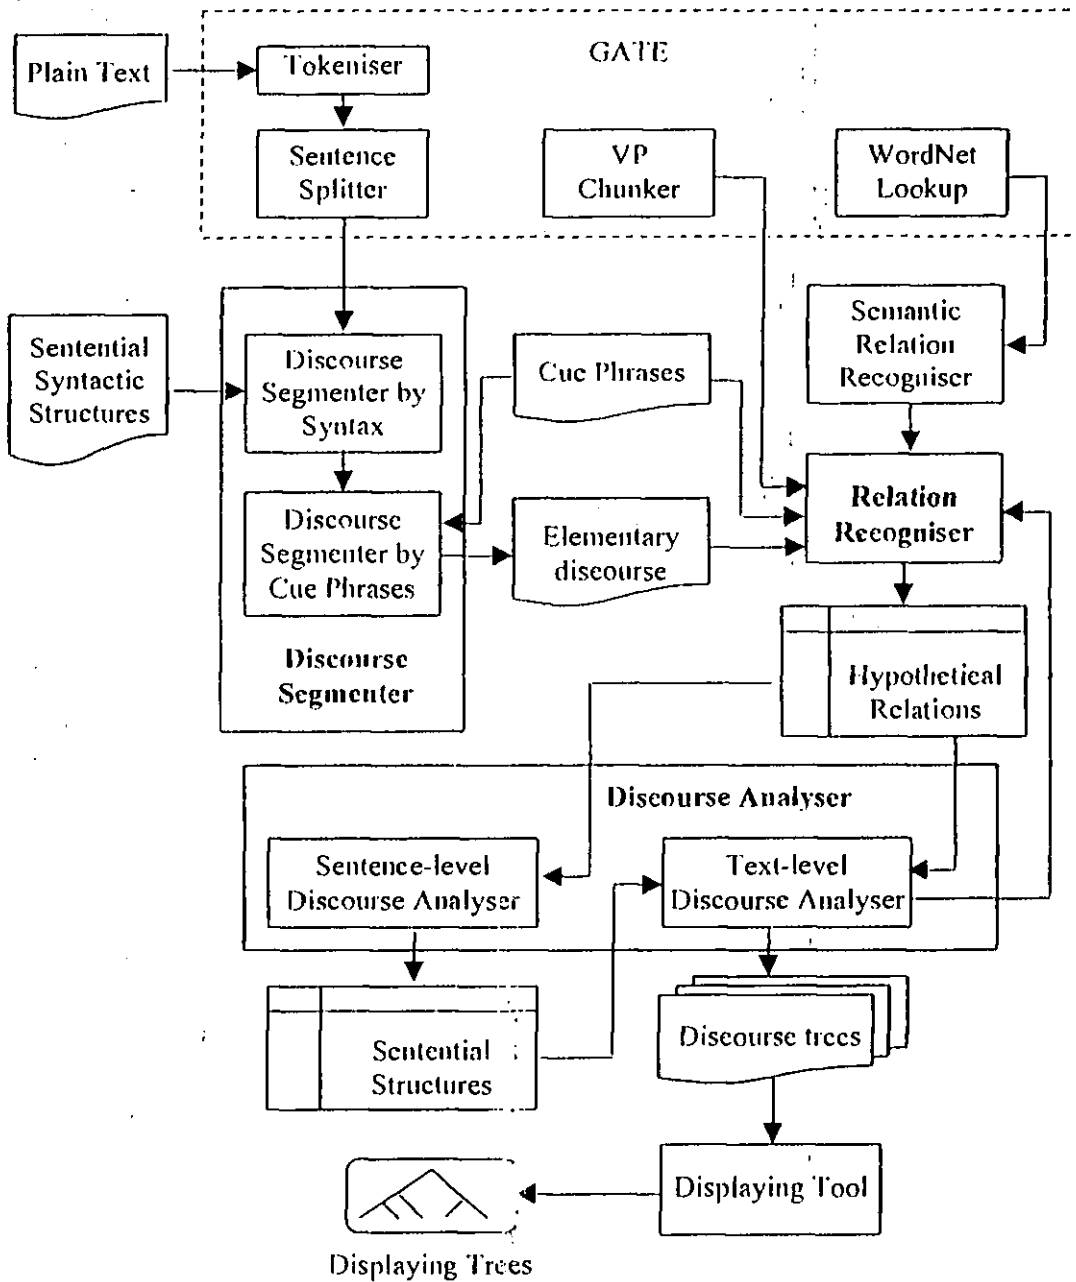 GATE
Plain Text
Tokeniser
Sentence
Splitter
VP
Chunker
WordNet
Lookup
Sentential
Syntactic
Structures
Discourse
Segmenter by
Syntax
Cue Phrases
Semantic
Relation
Recogniser
Discourse
Segmenter by
Cue Phrases
Elementary
discourse
Relation
Recogniser
Discourse
Segmenter
Hypothetical
Relations
Discourse Analyser
Sentence-level
Discourse Analyser
Text-level
Discourse Analyser
Sentential
Structures
Discourse trees
Displaying Tool
Displaying Trees